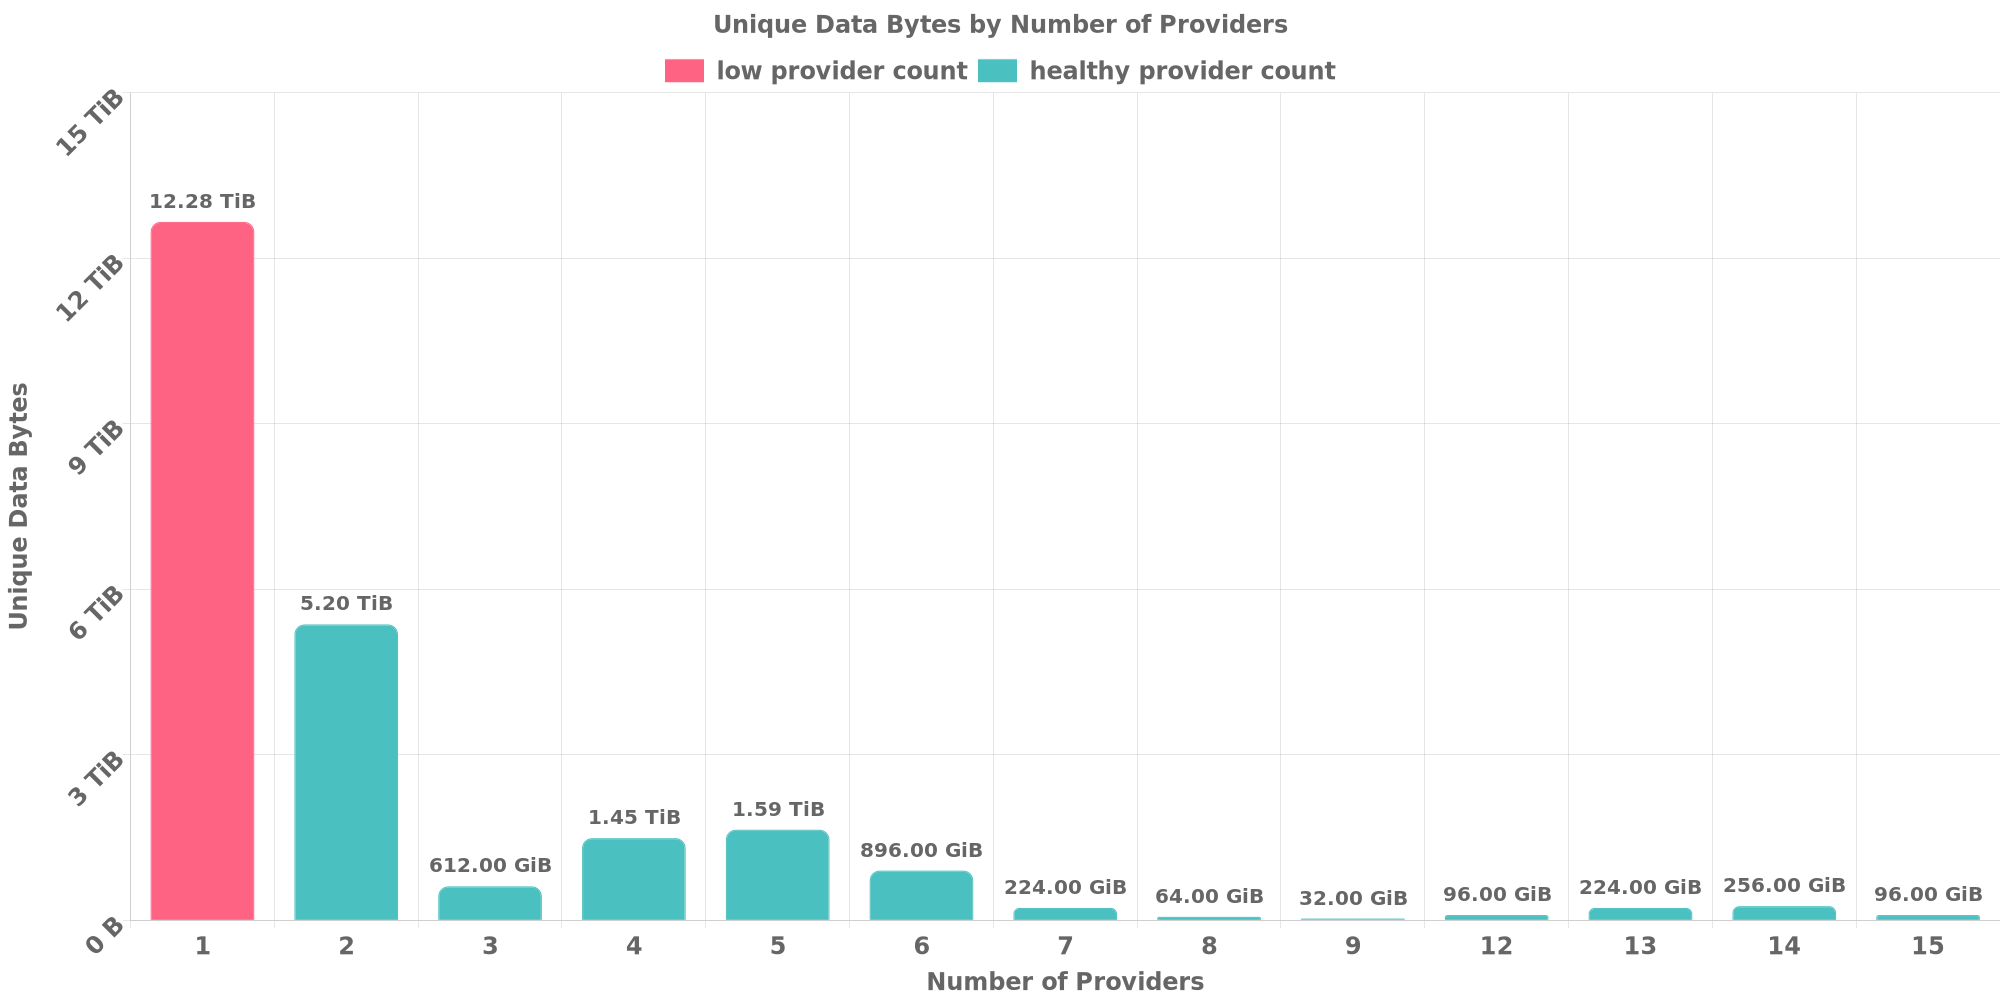 Unique Data Bytes by Number of Providers
low provider count healthy provider count
15 TiB
12 TiB
9 TiB
6 TiB
3 TiB
0 B
Unique Data Bytes
12.28 TiB
5.20 TiB
612.00 GiB
1.45 TiB
1.59 TiB
896.00 GiB
224.00 GiB
64.00 GiB
32.00 GiB
96.00 GiB
224.00 GiB
256.00 GiB
96.00 GiB
1 2 3 4 5 6 7 8 9 12 13 14 15
Number of Providers